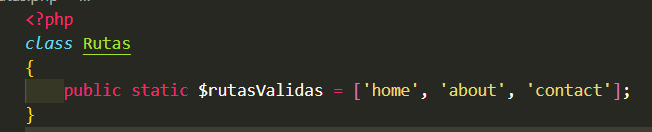 <?php
class Rutas
{
    public static $rutasValidas = ['home', 'about', 'contact'];
}